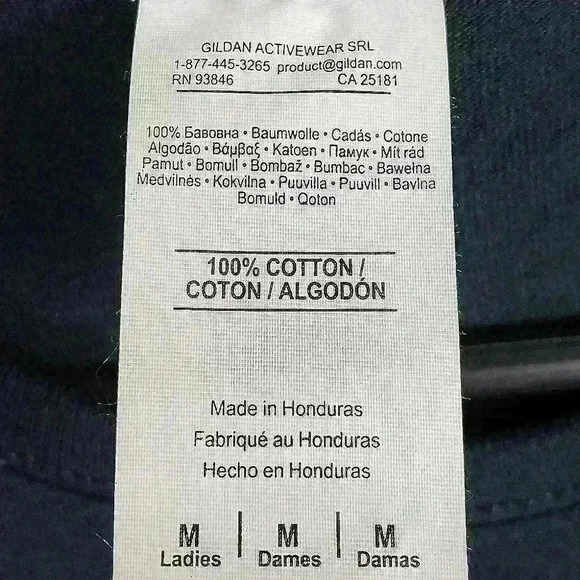 GILDAN ACTIVEWEAR SRL
1-877-445-3265 product@gildan.com
RN 93846 CA 25181
100% Бавовна • Baumwolle • Cadás • Cotone
Algodão • Βάμβαξ • Katoen • Памук • Mít rád
Pamut • Bomull • Bombaž • Bumbac • Bawełna
Medvilnės • Kokvilna • Puuvilla • Puuvill • Bavlna
Bomuld • Qoton
100% COTTON /
COTON / ALGODÓN
Made in Honduras
Fabriqué au Honduras
Hecho en Honduras
M | M | M
Ladies Dames Damas